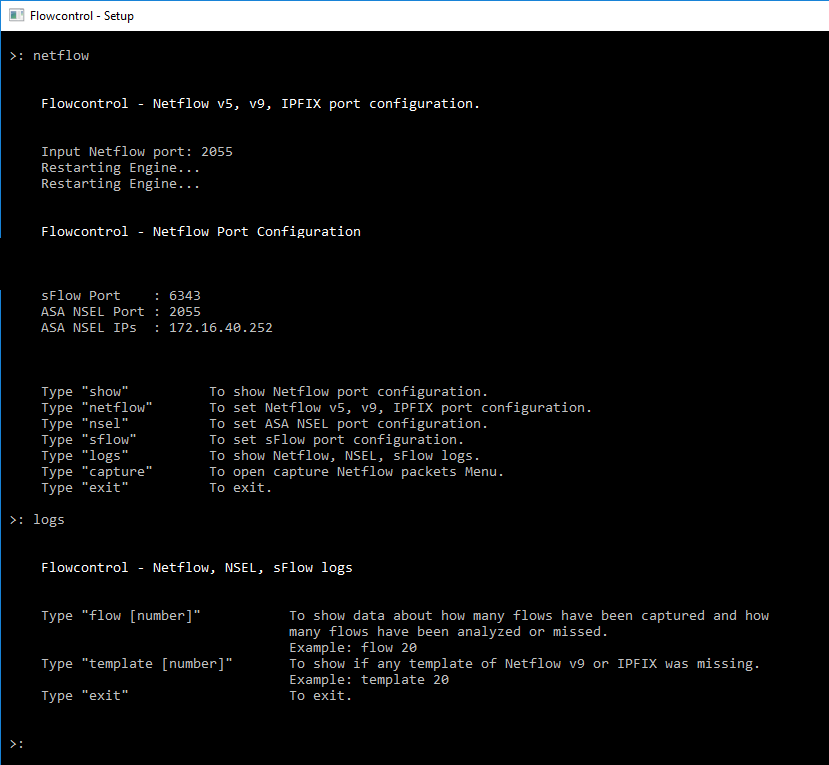 Flowcontrol - Setup
>: netflow
Flowcontrol - Netflow v5, v9, IPFIX port configuration.
Input Netflow port: 2055
Restarting Engine...
Restarting Engine...
Flowcontrol - Netflow Port Configuration
sFlow Port    : 6343
ASA NSEL Port : 2055
ASA NSEL IPs  : 172.16.40.252
Type "show"          To show Netflow port configuration.
Type "netflow"       To set Netflow v5, v9, IPFIX port configuration.
Type "nsel"          To set ASA NSEL port configuration.
Type "sflow"         To set sFlow port configuration.
Type "logs"          To show Netflow, NSEL, sFlow logs.
Type "capture"       To open capture Netflow packets Menu.
Type "exit"          To exit.
>: logs
Flowcontrol - Netflow, NSEL, sFlow logs
Type "flow [number]"           To show data about how many flows have been captured and how
many flows have been analyzed or missed.
Example: flow 20
Type "template [number]"       To show if any template of Netflow v9 or IPFIX was missing.
Example: template 20
Type "exit"                    To exit.
>: